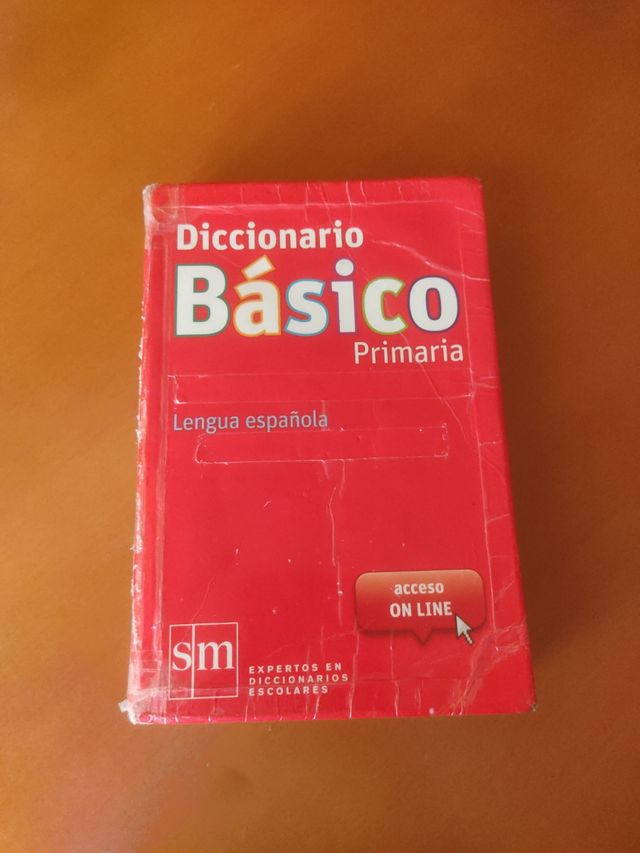 Diccionario
Básico
Primaria
Lengua española
acceso
ON LINE
sm
EXPERTOS EN
DICCIONARIOS
ESCOLARES